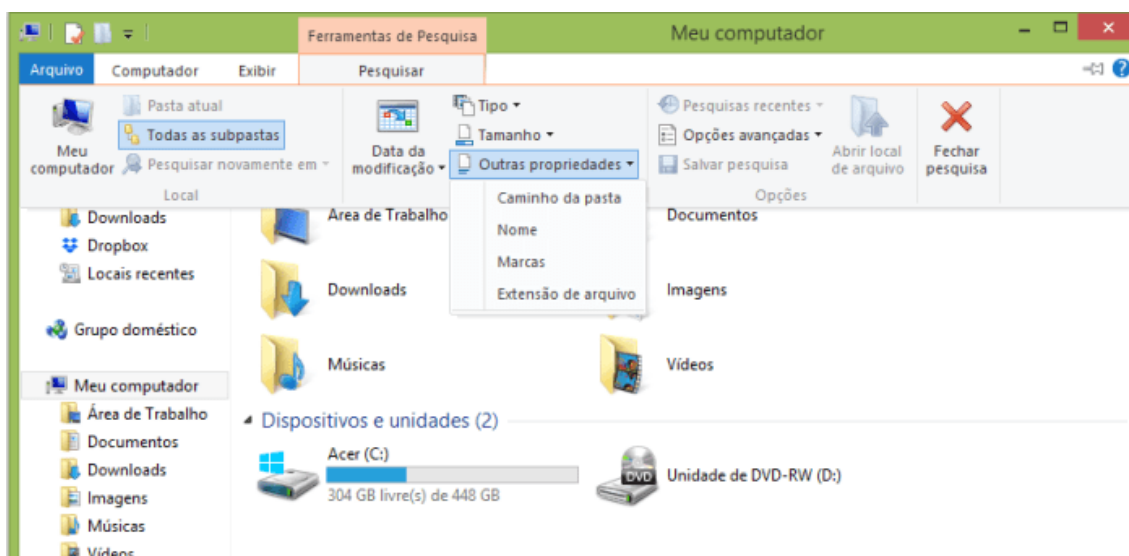 Ferramentas de Pesquisa
Meu computador
Arquivo
Computador
Exibir
Pesquisar
Meu computador
Pasta atual
Todas as subpastas
Pesquisar novamente em
Local
Data da modificação
Tipo
Tamanho
Outras propriedades
Pesquisas recentes
Opções avançadas
Salvar pesquisa
Abrir local de arquivo
Opções
Fechar pesquisa
Caminho da pasta
Nome
Marcas
Extensão de arquivo
Downloads
Dropbox
Locais recentes
Grupo doméstico
Meu computador
Área de Trabalho
Documentos
Downloads
Imagens
Músicas
Vídeos
Área de Trabalho
Documentos
Downloads
Imagens
Músicas
Vídeos
Dispositivos e unidades (2)
Acer (C:)
304 GB livre(s) de 448 GB
DVD
Unidade de DVD-RW (D:)